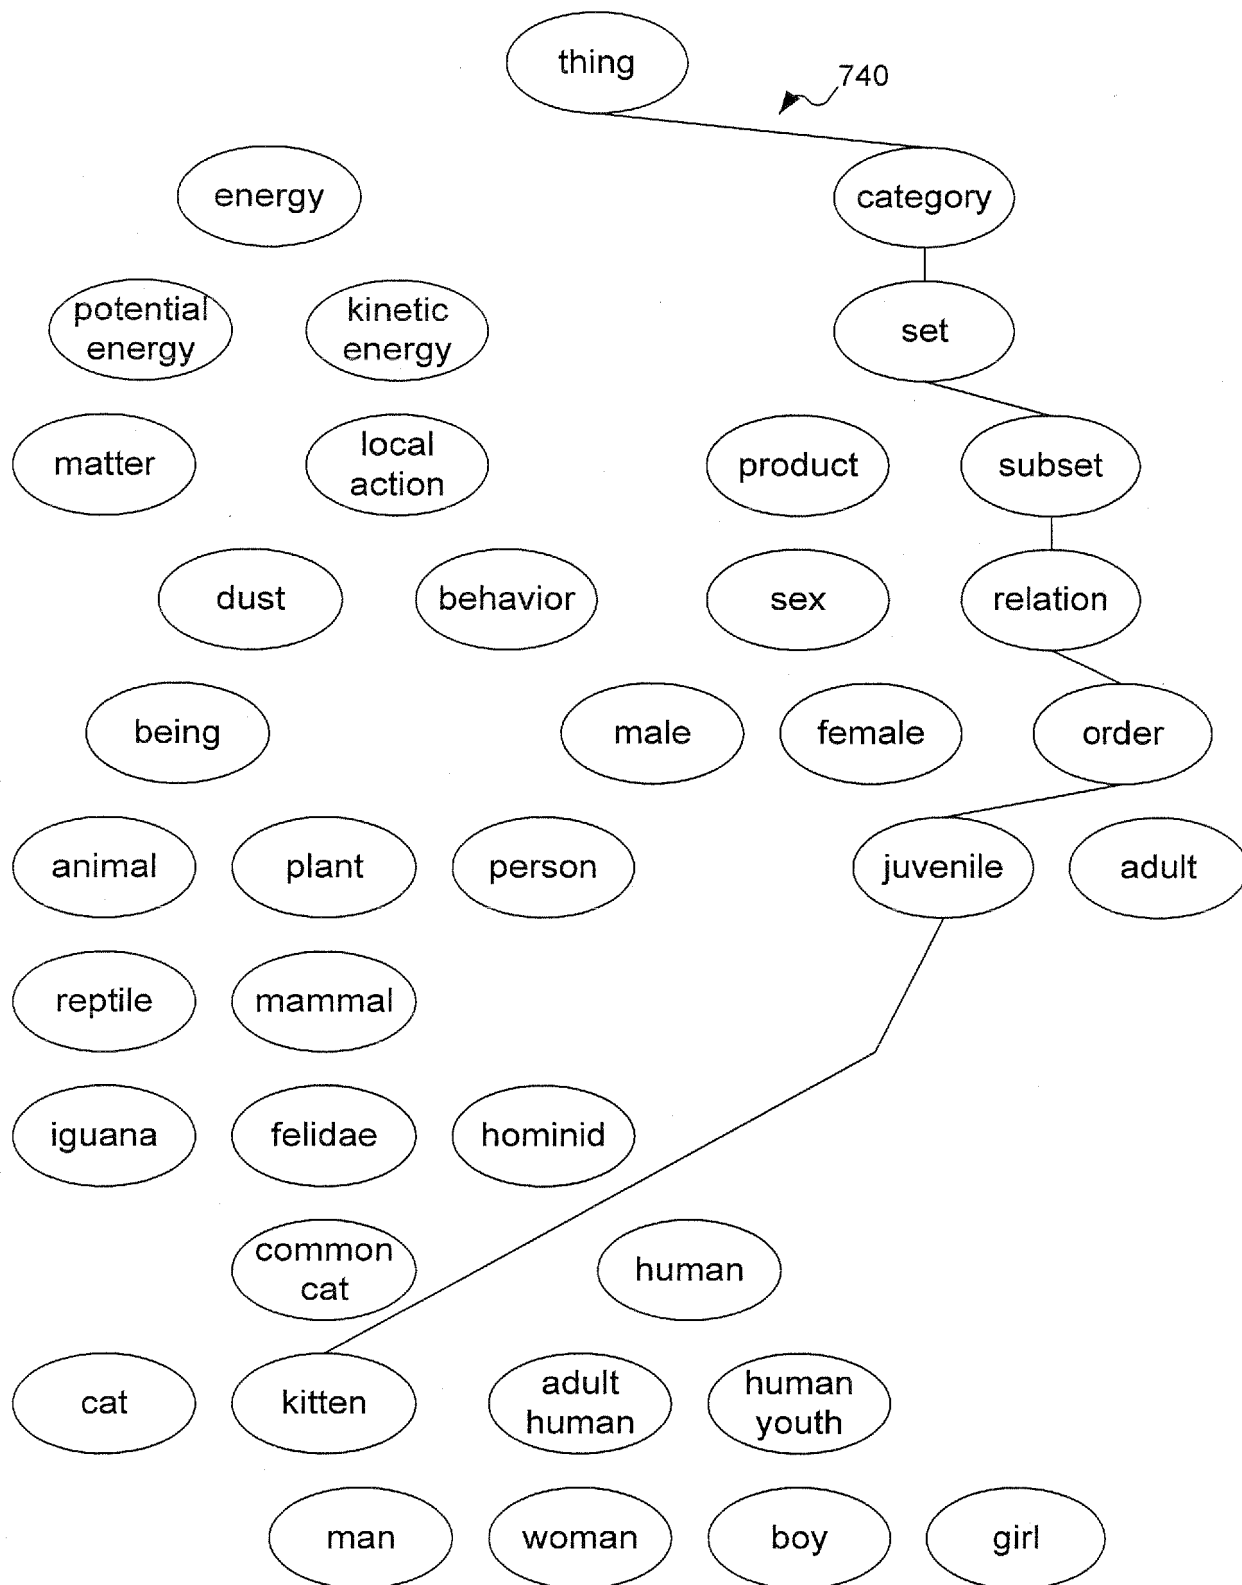 thing
740
energy
category
potential
energy
kinetic
energy
set
matter
local
action
product
subset
dust
behavior
sex
relation
being
male
female
order
animal
plant
person
juvenile
adult
reptile
mammal
iguana
felidae
hominid
common
cat
human
cat
kitten
adult
human
human
youth
man
woman
boy
girl